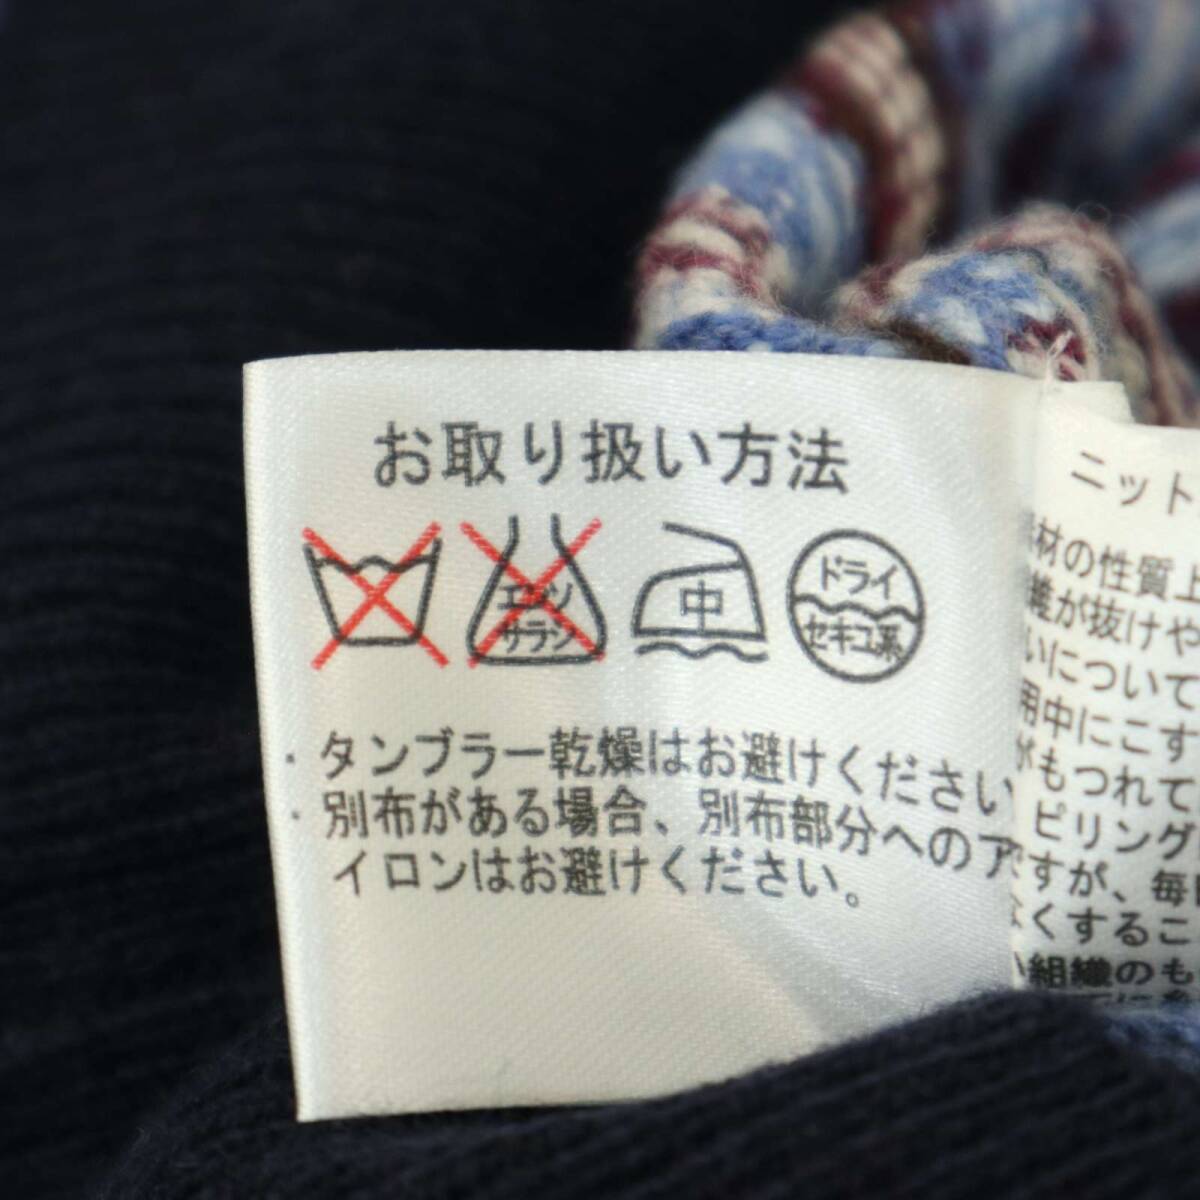 お取り扱い方法
エンソ
サラシ
中
ドライ
セキユ系
・タンブラー乾燥はお避けください
・別布がある場合、別布部分へのア
イロンはお避けください。
ニット
材の性質上
維が抜けや
いについて
用中にこす
がもつれて
ピリング
ですが、毎
なくするこ
組織のも